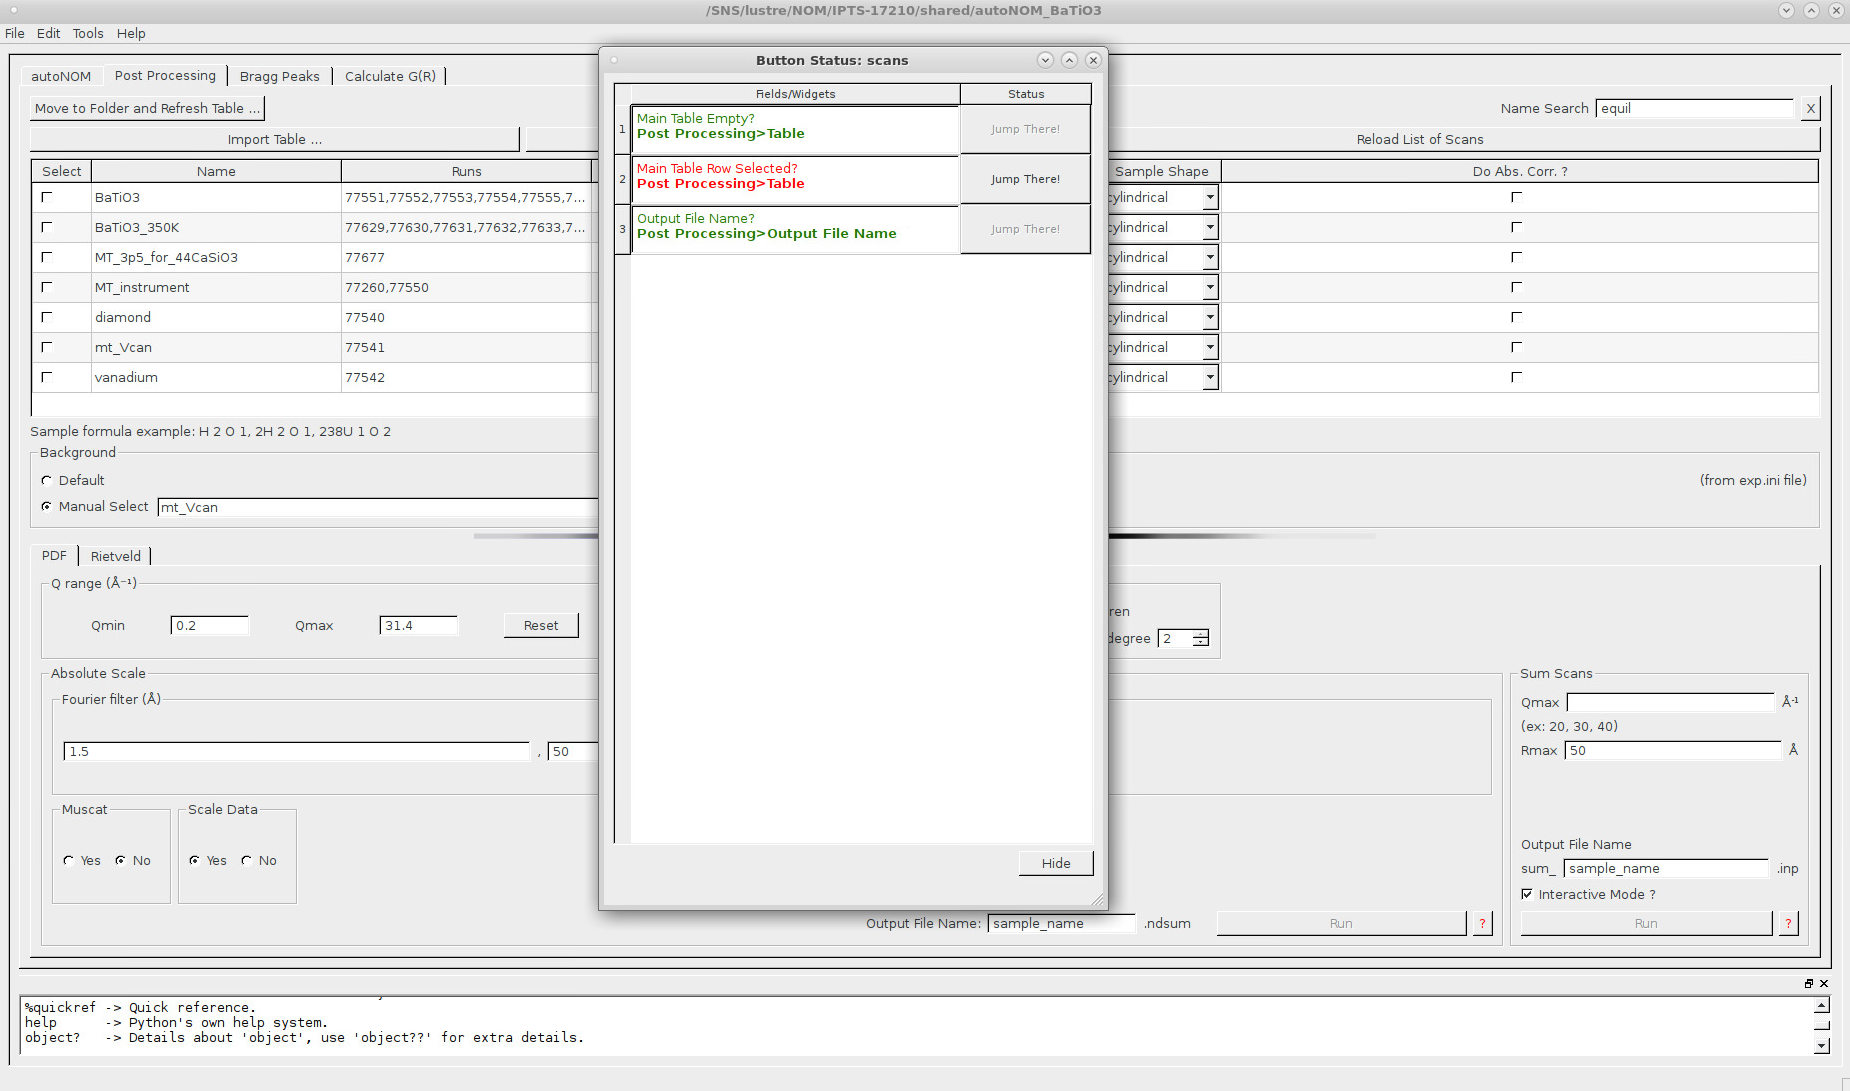 /SNS/lustre/NOM/IPTS-17210/shared/autoNOM_BaTiO3
File Edit Tools Help
autoNOM Post Processing Bragg Peaks Calculate G(R)
Move to Folder and Refresh Table ...
Name Search equil X
Import Table ...
Reload List of Scans
Select Name Runs Sample Shape Do Abs. Corr. ?
BaTiO3 77551,77552,77553,77554,77555,7... cylindrical
BaTiO3_350K 77629,77630,77631,77632,77633,7... cylindrical
MT_3p5_for_44CaSiO3 77677 cylindrical
MT_instrument 77260,77550 cylindrical
diamond 77540 cylindrical
mt_Vcan 77541 cylindrical
vanadium 77542 cylindrical
Sample formula example: H 2 O 1, 2H 2 O 1, 238U 1 O 2
Background
Default
(from exp.ini file)
Manual Select mt_Vcan
PDF Rietveld
Q range (Å⁻¹)
Qmin 0.2 Qmax 31.4 Reset
ren
degree 2
Absolute Scale
Fourier filter (Å)
1.5 , 50
Muscat
Yes No
Scale Data
Yes No
Output File Name: sample_name .ndsum Run ?
Sum Scans
Qmax Å⁻¹
(ex: 20, 30, 40)
Rmax 50 Å
Output File Name
sum_ sample_name .inp
Interactive Mode ?
Run ?
Button Status: scans
Fields/Widgets Status
1 Main Table Empty?
Post Processing>Table
Jump There!
2 Main Table Row Selected?
Post Processing>Table
Jump There!
3 Output File Name?
Post Processing>Output File Name
Jump There!
Hide
%quickref -> Quick reference.
help -> Python's own help system.
object? -> Details about 'object', use 'object??' for extra details.